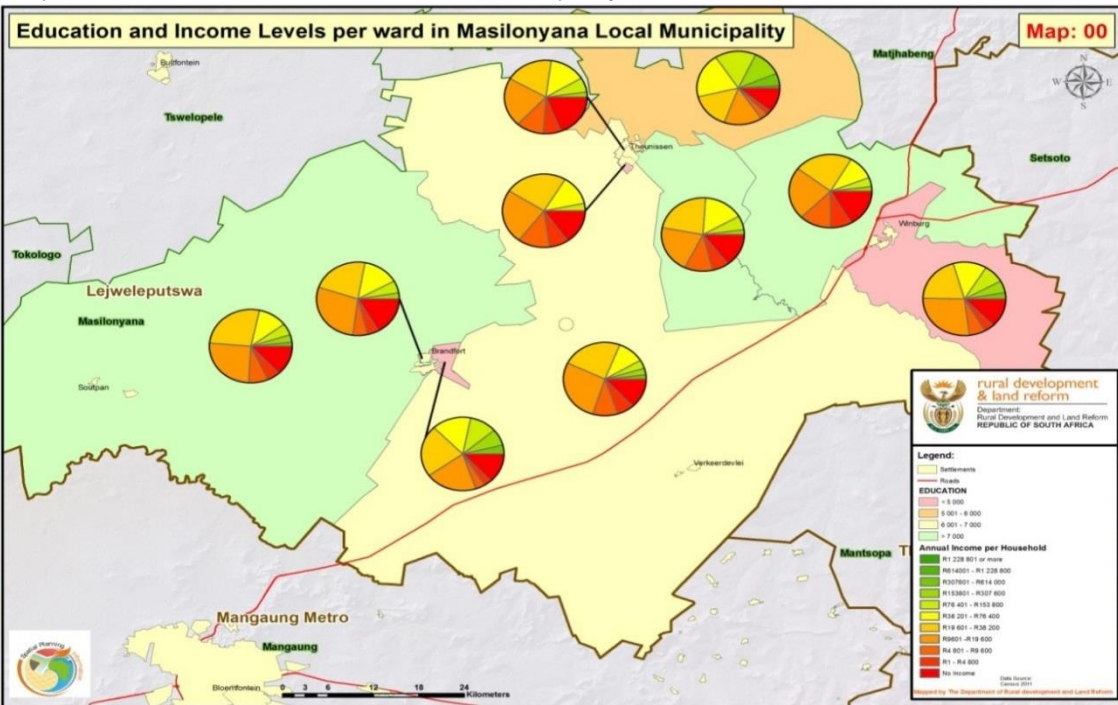 Education and Income Levels per ward in Masilonyana Local Municipality
Map: 00
Bultfontein
Matjhabeng
N
W E
S
Tswelopele
Theunissen
Setsoto
Winburg
Tokologo
Lejweleputswa
Masilonyana
Brandfort
Soutpan
Verkeerdevlei
Mantsopa
T
Mangaung Metro
Mangaung
Bloemfontein
0 3 6 12 18 24
Kilometers
Spatial Planning
rural development
& land reform
Department:
Rural Development and Land Reform
REPUBLIC OF SOUTH AFRICA
Legend:
Settlements
Roads
EDUCATION
< 5 000
5 001 - 6 000
6 001 - 7 000
> 7 000
Annual Income per Household
R1 228 801 or more
R614001 - R1 228 800
R307601 - R614 000
R153801 - R307 600
R76 401 - R153 800
R38 201 - R76 400
R19 601 - R38 200
R9601 -R19 600
R4 801 - R9 600
R1 - R4 800
No Income
Data Source:
Census 2011
Mapped by The Department of Rural development and Land Reform